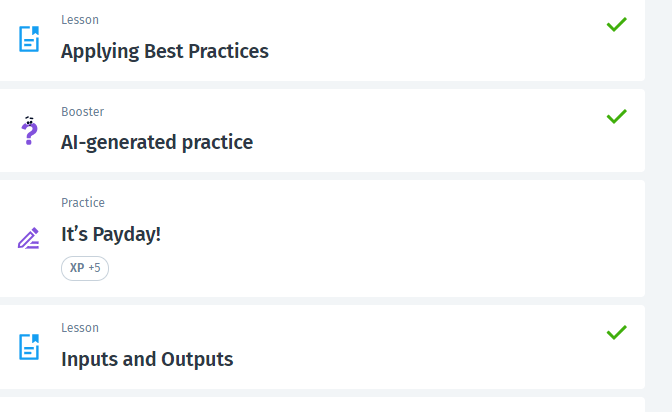 Lesson
Applying Best Practices
Booster
AI-generated practice
Practice
It’s Payday!
XP +5
Lesson
Inputs and Outputs